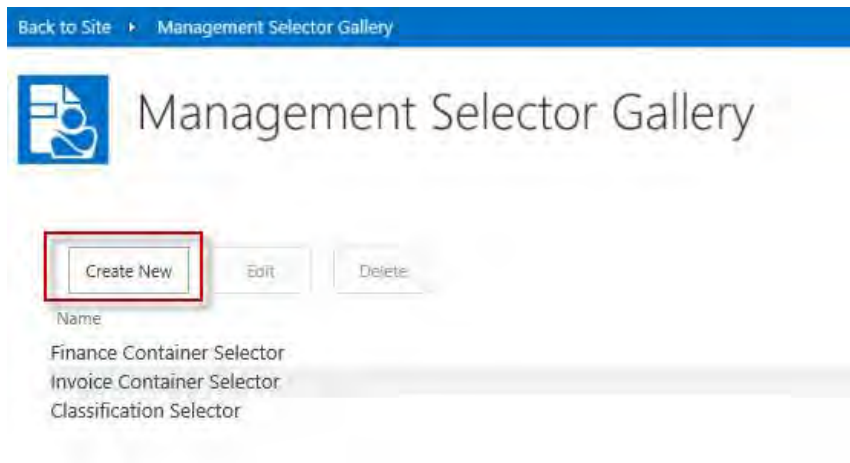 Back to Site ▸ Management Selector Gallery
Management Selector Gallery
Create New Edit Delete
Name
Finance Container Selector
Invoice Container Selector
Classification Selector